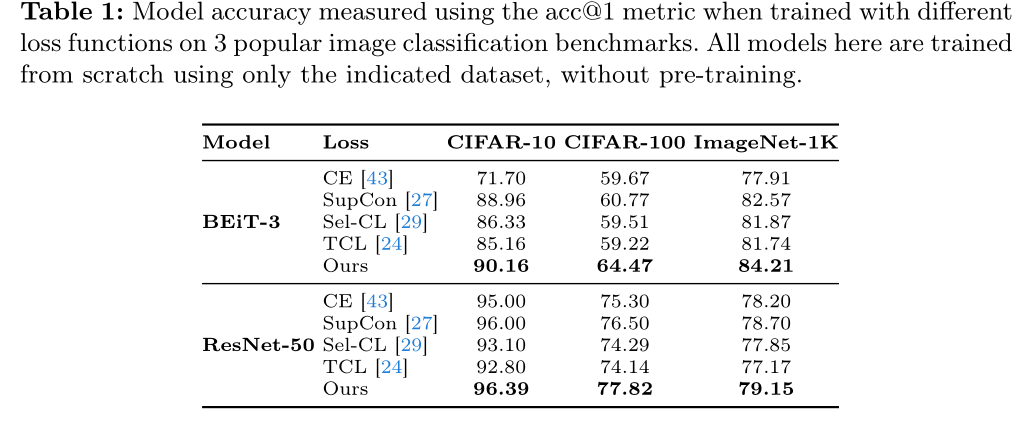 Table 1: Model accuracy measured using the acc@1 metric when trained with different
loss functions on 3 popular image classification benchmarks. All models here are trained
from scratch using only the indicated dataset, without pre-training.
Model Loss CIFAR-10 CIFAR-100 ImageNet-1K
CE [43] 71.70 59.67 77.91
SupCon [27] 88.96 60.77 82.57
BEiT-3 Sel-CL [29] 86.33 59.51 81.87
TCL [24] 85.16 59.22 81.74
Ours 90.16 64.47 84.21
CE [43] 95.00 75.30 78.20
SupCon [27] 96.00 76.50 78.70
ResNet-50 Sel-CL [29] 93.10 74.29 77.85
TCL [24] 92.80 74.14 77.17
Ours 96.39 77.82 79.15